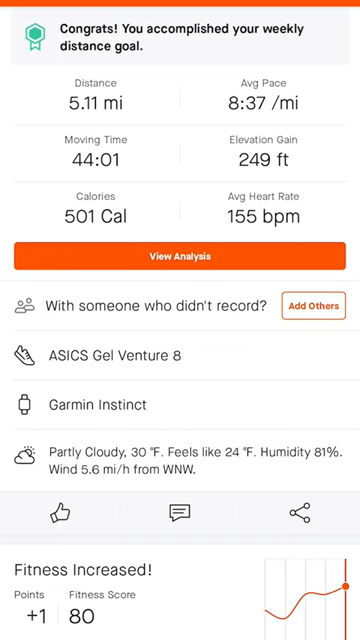 Congrats! You accomplished your weekly
distance goal.
Distance
Avg Pace
5.11 mi
8:37 /mi
Moving Time
Elevation Gain
44:01
249 ft
Calories
Avg Heart Rate
501 Cal
155 bpm
View Analysis
With someone who didn't record?
Add Others
ASICS Gel Venture 8
Garmin Instinct
Partly Cloudy, 30 °F. Feels like 24 °F. Humidity 81%.
Wind 5.6 mi/h from WNW.
Fitness Increased!
Points
Fitness Score
+1
80